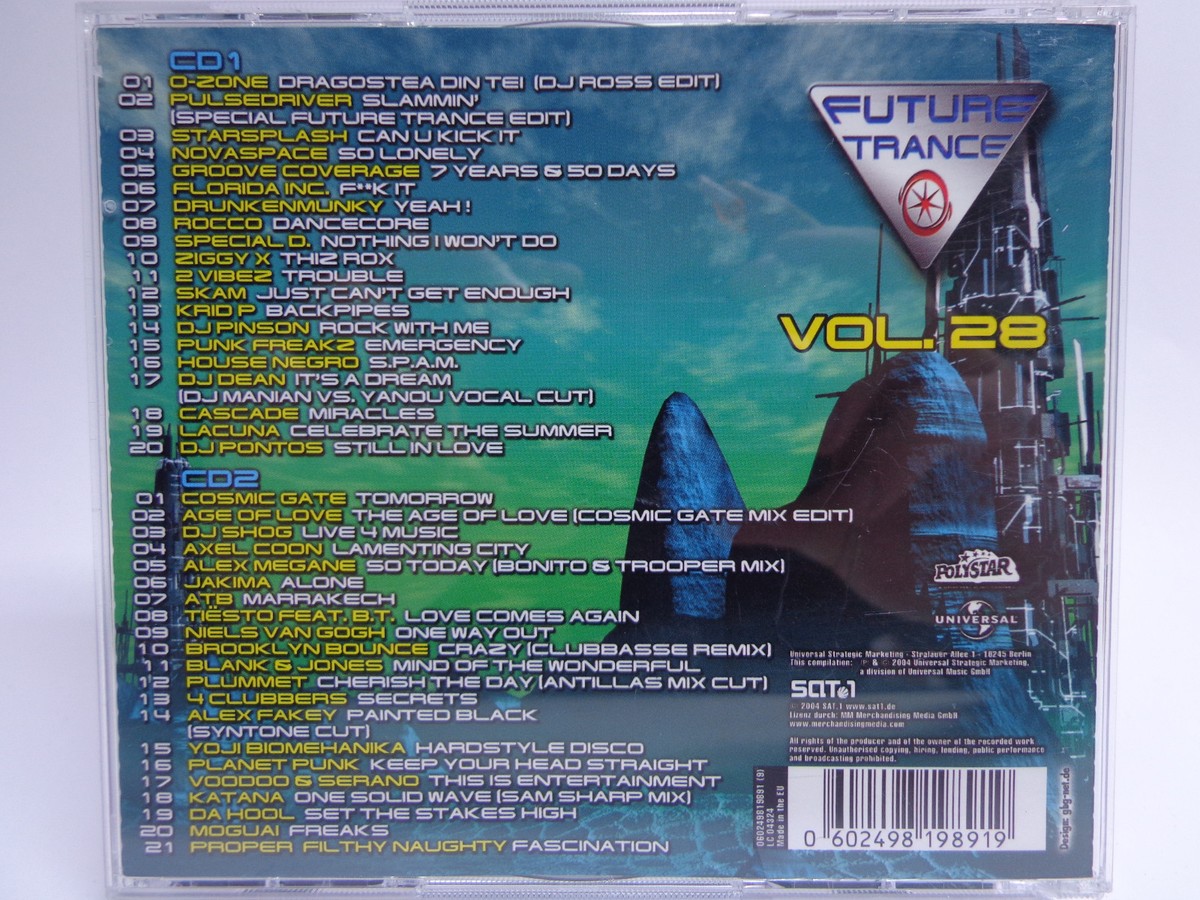 CD1
01 O-ZONE DRAGOSTEA DIN TEI (DJ ROSS EDIT)
02 PULSEDRIVER SLAMMIN'
(SPECIAL FUTURE TRANCE EDIT)
03 STARSPLASH CAN U KICK IT
04 NOVASPACE SO LONELY
05 GROOVE COVERAGE 7 YEARS & 50 DAYS
06 FLORIDA INC. F**K IT
07 DRUNKENMUNKY YEAH!
08 ROCCO DANCECORE
09 SPECIAL D. NOTHING I WON'T DO
10 ZIGGY X THIZ ROX
11 2 VIBEZ TROUBLE
12 SKAM JUST CAN'T GET ENOUGH
13 KRID P BACKPIPES
14 DJ PINSON ROCK WITH ME
15 PUNK FREAKZ EMERGENCY
16 HOUSE NEGRO S.P.A.M.
17 DJ DEAN IT'S A DREAM
(DJ MANIAN VS. YANOU VOCAL CUT)
18 CASCADE MIRACLES
19 LACUNA CELEBRATE THE SUMMER
20 DJ PONTOS STILL IN LOVE
CD2
01 COSMIC GATE TOMORROW
02 AGE OF LOVE THE AGE OF LOVE (COSMIC GATE MIX EDIT)
03 DJ SHOG LIVE 4 MUSIC
04 AXEL COON LAMENTING CITY
05 ALEX MEGANE SO TODAY (BONITO & TROOPER MIX)
06 JAKIMA ALONE
07 ATB MARRAKECH
08 TIËSTO FEAT. B.T. LOVE COMES AGAIN
09 NIELS VAN GOGH ONE WAY OUT
10 BROOKLYN BOUNCE CRAZY (CLUBBASSE REMIX)
11 BLANK & JONES MIND OF THE WONDERFUL
12 PLUMMET CHERISH THE DAY (ANTILLAS MIX CUT)
13 4 CLUBBERS SECRETS
14 ALEX FAKEY PAINTED BLACK
(SYNTONE CUT)
15 YOJI BIOMEHANIKA HARDSTYLE DISCO
16 PLANET PUNK KEEP YOUR HEAD STRAIGHT
17 VOODOO & SERANO THIS IS ENTERTAINMENT
18 KATANA ONE SOLID WAVE (SAM SHARP MIX)
19 DA HOOL SET THE STAKES HIGH
20 MOGUAI FREAKS
21 PROPER FILTHY NAUGHTY FASCINATION
FUTURE
TRANCE
VOL. 28
POLYSTAR
UNIVERSAL
Universal Strategic Marketing - Stralauer Allee 1 - 10245 Berlin
This compilation: ℗ & © 2004 Universal Strategic Marketing,
a division of Universal Music GmbH
SAT.1
© 2004 SAT.1 www.sat1.de
Lizenz durch: MM Merchandising Media GmbH
www.merchandisingmedia.com
All rights of the producer and of the owner of the recorded work
reserved. Unauthorised copying, hiring, lending, public performance
and broadcasting prohibited.
060249819891 (9)
LC 04324
Made in the EU
0 602498 198919
Design: gbg-net.de